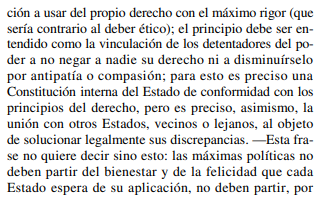 ción a usar del propio derecho con el máximo rigor (que
sería contrario al deber ético); el principio debe ser en-
tendido como la vinculación de los detentadores del po-
der a no negar a nadie su derecho ni a disminuírselo
por antipatía o compasión; para esto es preciso una
Constitución interna del Estado de conformidad con los
principios del derecho, pero es preciso, asimismo, la
unión con otros Estados, vecinos o lejanos, al objeto
de solucionar legalmente sus discrepancias. —Esta fra-
se no quiere decir sino esto: las máximas políticas no
deben partir del bienestar y de la felicidad que cada
Estado espera de su aplicación, no deben partir, por